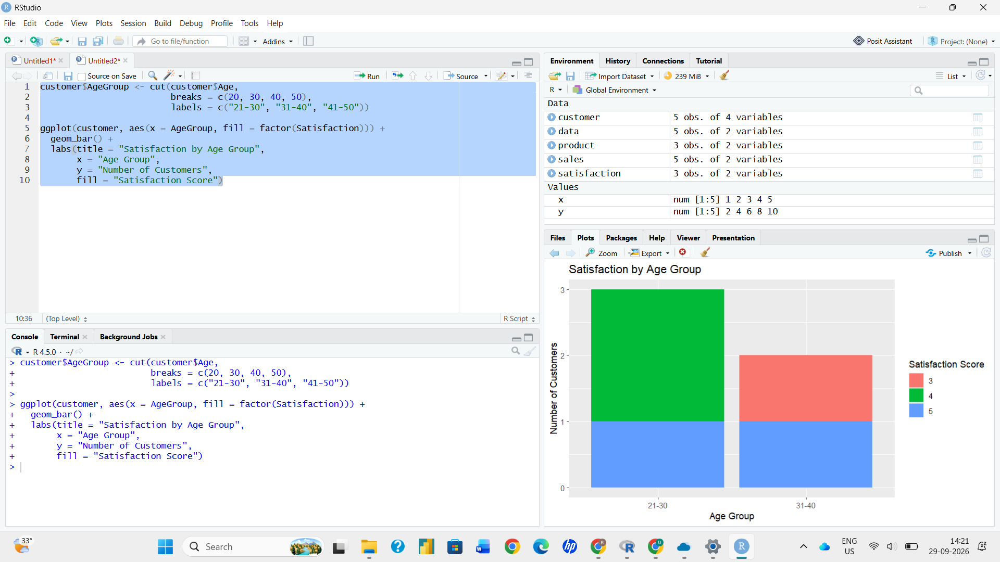 RStudio
File Edit Code View Plots Session Build Debug Profile Tools Help
Go to file/function
Addins
Posit Assistant
Project: (None)
Untitled1*
Untitled2*
Source on Save
Run
Source
1 customer$AgeGroup <- cut(customer$Age,
2                          breaks = c(20, 30, 40, 50),
3                          labels = c("21-30", "31-40", "41-50"))
4
5 ggplot(customer, aes(x = AgeGroup, fill = factor(Satisfaction))) +
6   geom_bar() +
7   labs(title = "Satisfaction by Age Group",
8        x = "Age Group",
9        y = "Number of Customers",
10       fill = "Satisfaction Score")
10:36 (Top Level) R Script
Console Terminal Background Jobs
R 4.5.0 · ~/
> customer$AgeGroup <- cut(customer$Age,
+                          breaks = c(20, 30, 40, 50),
+                          labels = c("21-30", "31-40", "41-50"))
>
> ggplot(customer, aes(x = AgeGroup, fill = factor(Satisfaction))) +
+   geom_bar() +
+   labs(title = "Satisfaction by Age Group",
+        x = "Age Group",
+        y = "Number of Customers",
+        fill = "Satisfaction Score")
>
Environment History Connections Tutorial
Import Dataset 239 MiB List
R Global Environment
Data
customer 5 obs. of 4 variables
data 5 obs. of 2 variables
product 3 obs. of 2 variables
sales 5 obs. of 2 variables
satisfaction 3 obs. of 2 variables
Values
x num [1:5] 1 2 3 4 5
y num [1:5] 2 4 6 8 10
Files Plots Packages Help Viewer Presentation
Zoom Export Publish
Satisfaction by Age Group
3
2
1
0
Number of Customers
21-30 31-40
Age Group
Satisfaction Score
3
4
5
33°
Search
ENG
US
14:21
29-09-2026